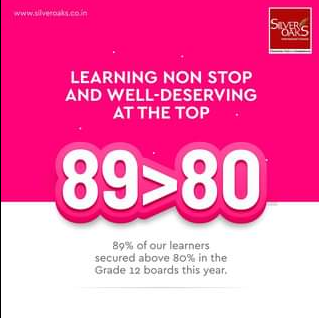 www.silveroaks.co.in
SILVER
OAKS
LEARNING NON STOP
AND WELL-DESERVING
AT THE TOP
89>80
89% of our learners
secured above 80% in the
Grade 12 boards this year.